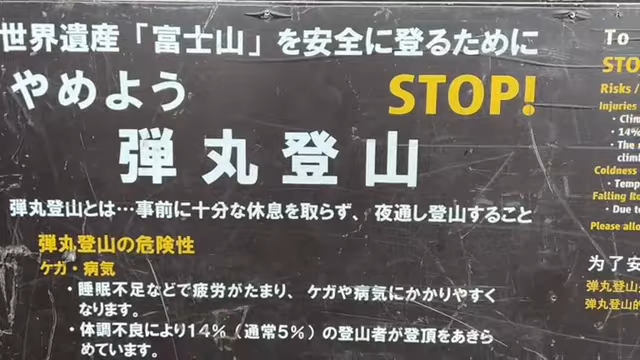 世界遺産「富士山」を安全に登るために
やめよう STOP!
弾丸登山
弾丸登山とは…事前に十分な休息を取らず、夜通し登山すること
弾丸登山の危険性
ケガ・病気
・睡眠不足などで疲労がたまり、ケガや病気にかかりやすく
なります。
・体調不良により14%（通常5%）の登山者が登頂をあきら
めています。
To
STO
Risks /
Injuries
・Clim
・14%
・The
climb
Coldness
・Temp
Falling Ro
・Due to
Please allo
为了安
弾丸登山
弾丸登山的